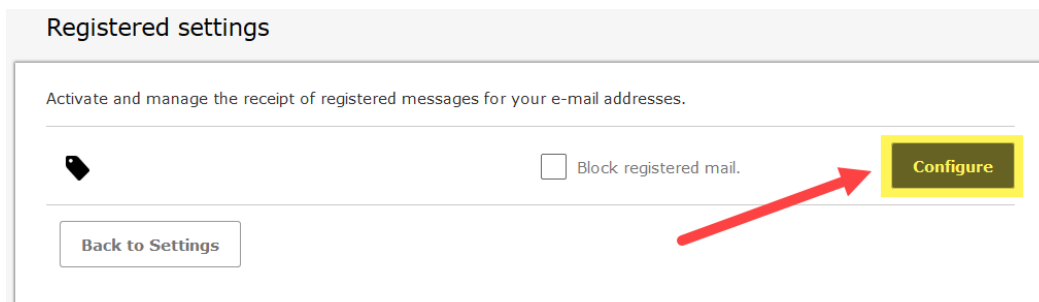 Registered settings
Activate and manage the receipt of registered messages for your e-mail addresses.
Block registered mail.
Configure
Back to Settings